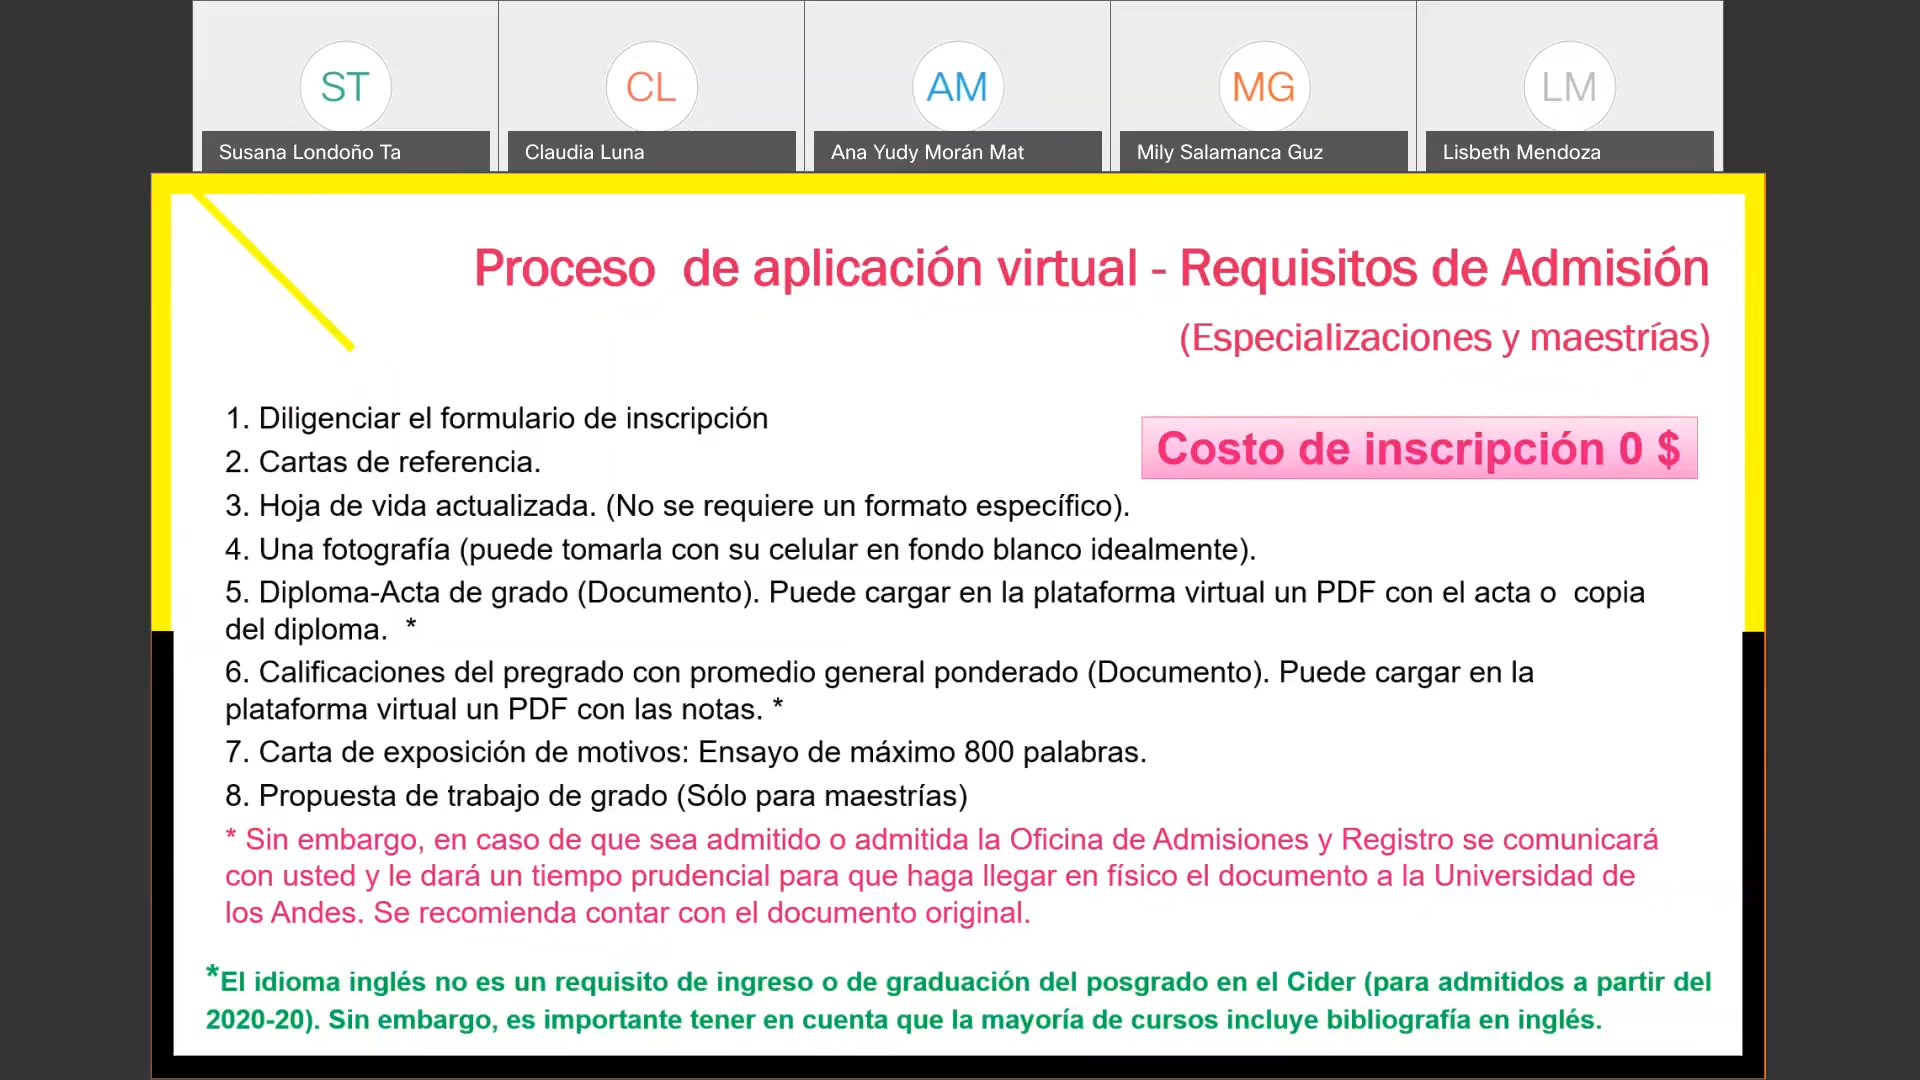 ST
CL
AM
MG
LM
Susana Londoño Ta
Claudia Luna
Ana Yudy Morán Mat
Mily Salamanca Guz
Lisbeth Mendoza
Proceso  de aplicación virtual - Requisitos de Admisión
(Especializaciones y maestrías)
Costo de inscripción 0 $
1. Diligenciar el formulario de inscripción
2. Cartas de referencia.
3. Hoja de vida actualizada. (No se requiere un formato específico).
4. Una fotografía (puede tomarla con su celular en fondo blanco idealmente).
5. Diploma-Acta de grado (Documento). Puede cargar en la plataforma virtual un PDF con el acta o  copia
del diploma.  *
6. Calificaciones del pregrado con promedio general ponderado (Documento). Puede cargar en la
plataforma virtual un PDF con las notas. *
7. Carta de exposición de motivos: Ensayo de máximo 800 palabras.
8. Propuesta de trabajo de grado (Sólo para maestrías)
* Sin embargo, en caso de que sea admitido o admitida la Oficina de Admisiones y Registro se comunicará
con usted y le dará un tiempo prudencial para que haga llegar en físico el documento a la Universidad de
los Andes. Se recomienda contar con el documento original.
*El idioma inglés no es un requisito de ingreso o de graduación del posgrado en el Cider (para admitidos a partir del
2020-20). Sin embargo, es importante tener en cuenta que la mayoría de cursos incluye bibliografía en inglés.